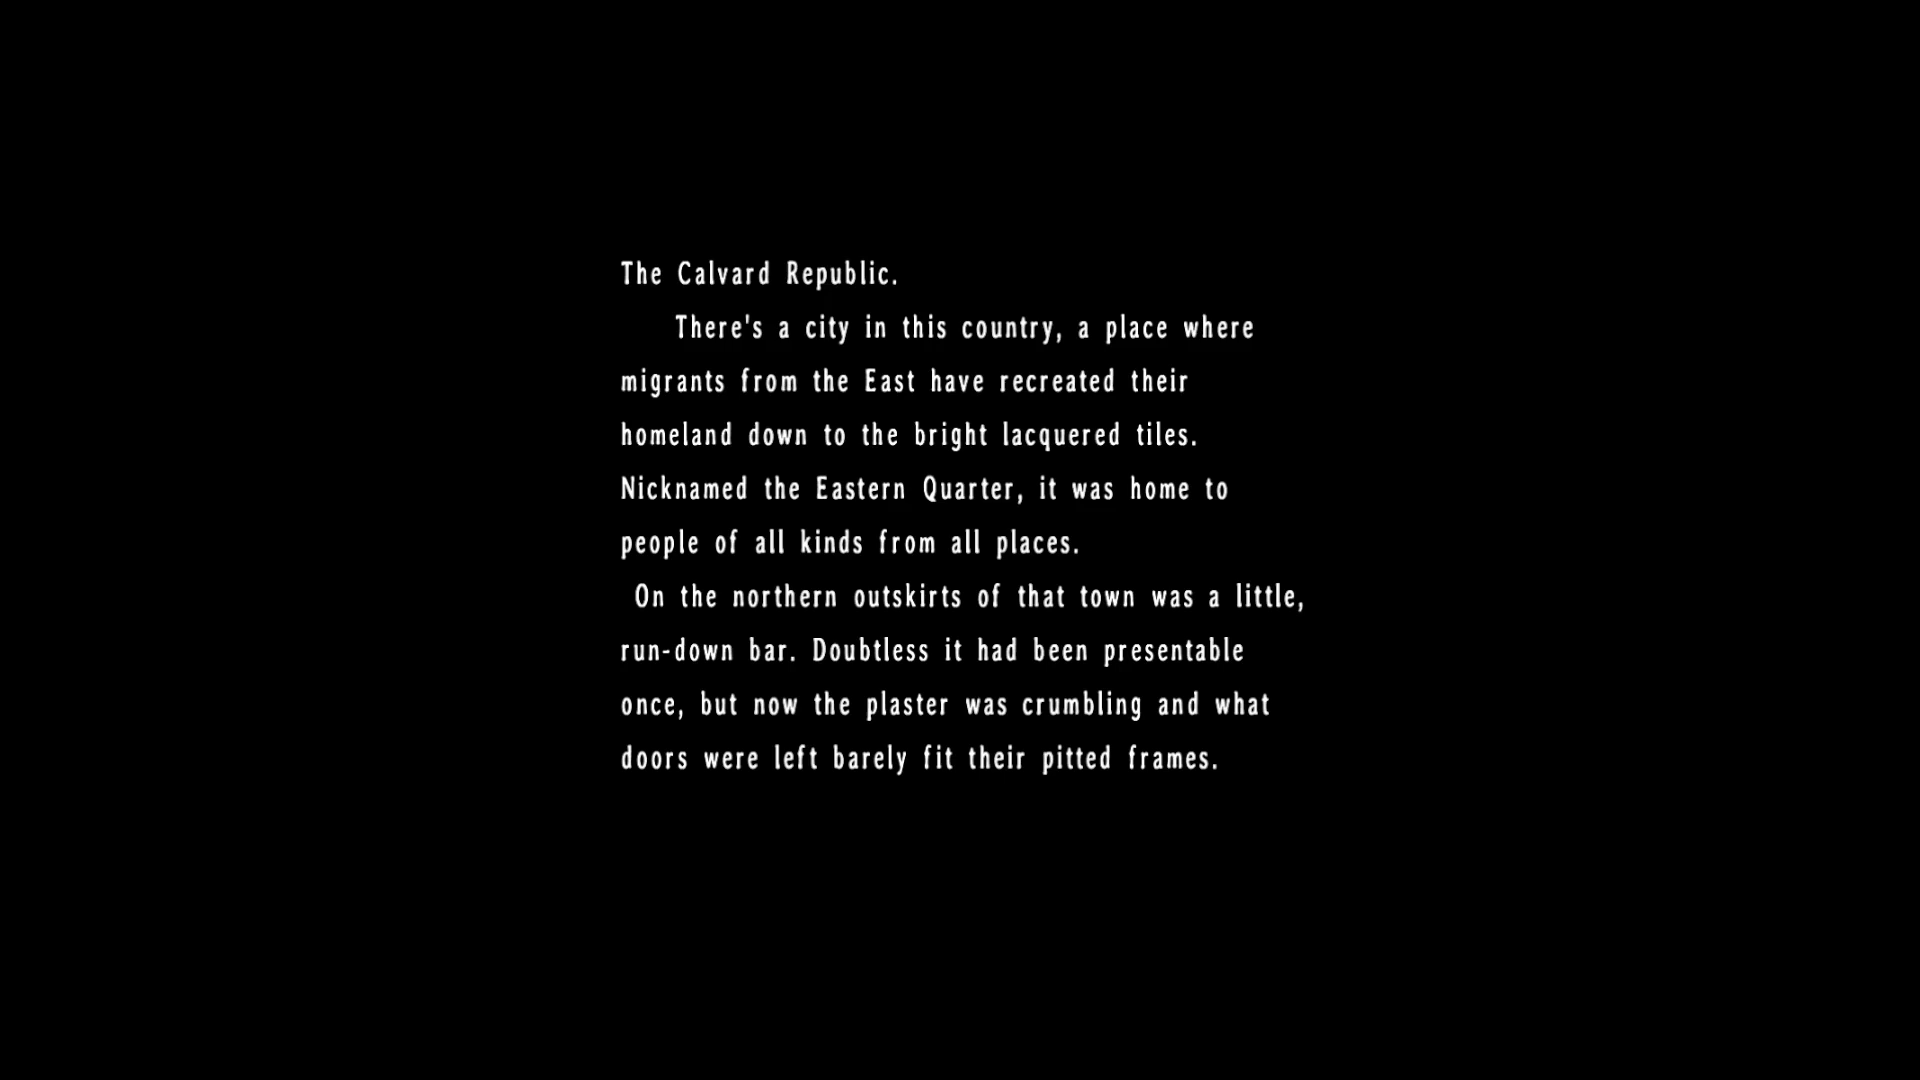 The Calvard Republic.
There's a city in this country, a place where
migrants from the East have recreated their
homeland down to the bright lacquered tiles.
Nicknamed the Eastern Quarter, it was home to
people of all kinds from all places.
On the northern outskirts of that town was a little,
run-down bar. Doubtless it had been presentable
once, but now the plaster was crumbling and what
doors were left barely fit their pitted frames.